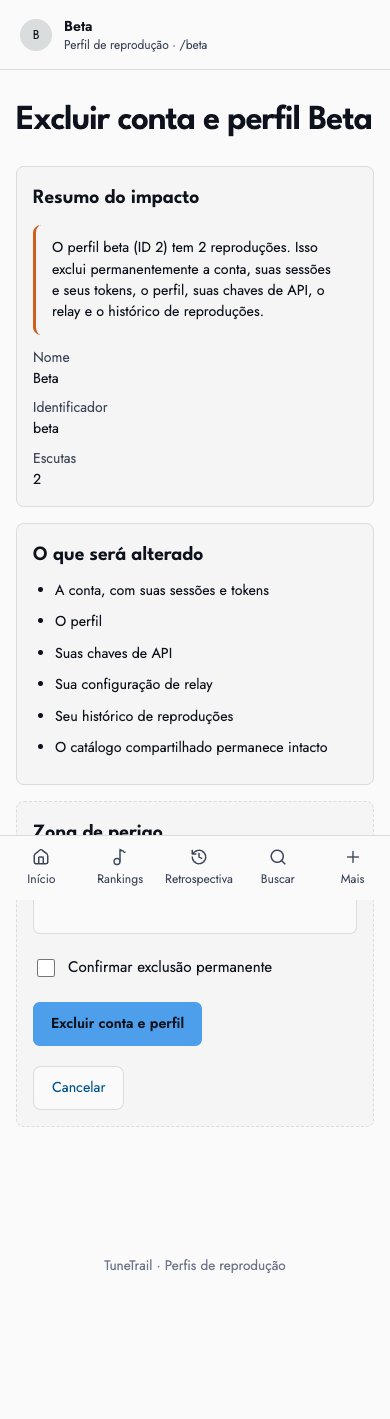 B
Beta
Perfil de reprodução · /beta
Excluir conta e perfil Beta
Resumo do impacto
O perfil beta (ID 2) tem 2 reproduções. Isso
exclui permanentemente a conta, suas sessões
e seus tokens, o perfil, suas chaves de API, o
relay e o histórico de reproduções.
Nome
Beta
Identificador
beta
Escutas
2
O que será alterado
A conta, com suas sessões e tokens
O perfil
Suas chaves de API
Sua configuração de relay
Seu histórico de reproduções
O catálogo compartilhado permanece intacto
Zona de perigo
Início
Rankings
Retrospectiva
Buscar
Mais
Confirmar exclusão permanente
Excluir conta e perfil
Cancelar
TuneTrail · Perfis de reprodução